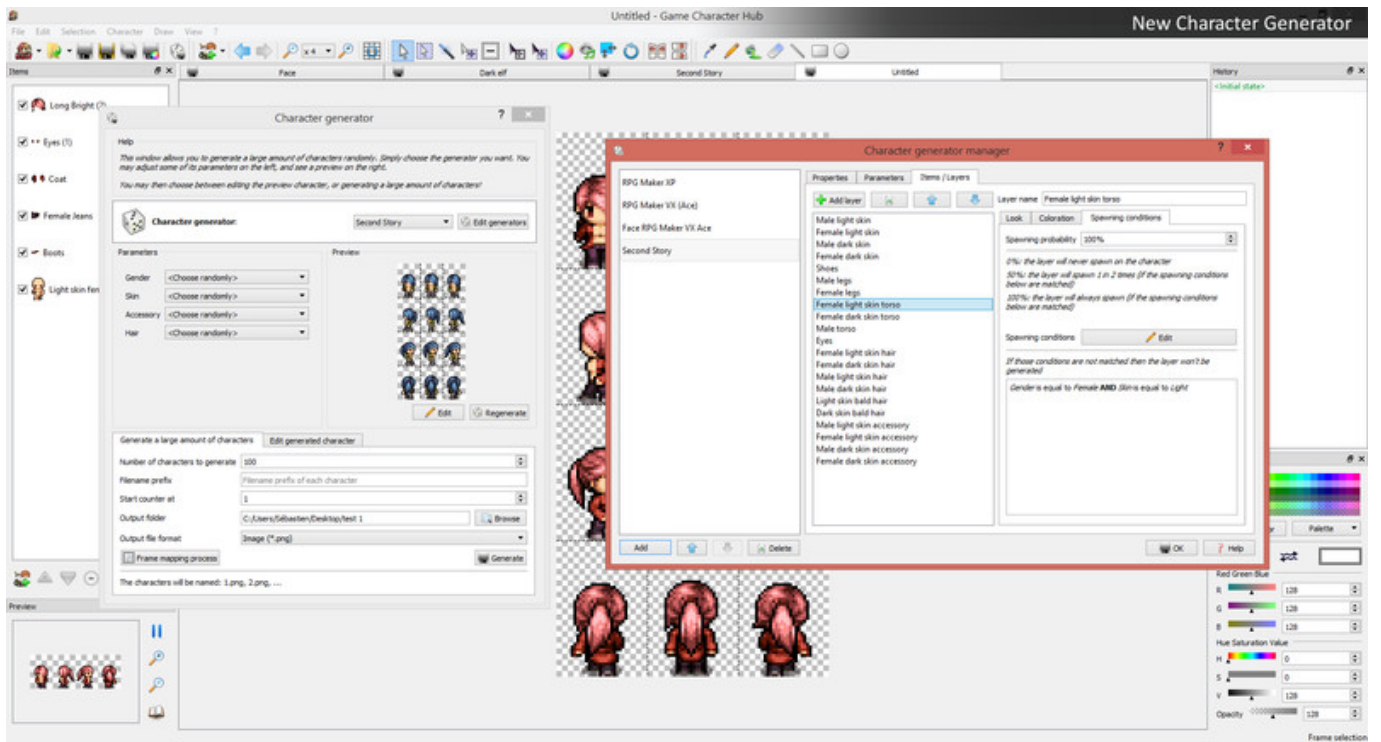 Untitled - Game Character Hub
New Character Generator
File Edit Selection Character Draw View ?
x4
Items
Face
Dark elf
Second Story
Untitled
History
<Initial state>
Long Bright (2)
Eyes (1)
Coat
Female Jeans
Boots
Light skin fem
Character generator
?
Help
This window allows you to generate a large amount of characters randomly. Simply choose the generator you want. You
may adjust some of its parameters on the left, and see a preview on the right.
You may then choose between editing the preview character, or generating a large amount of characters!
Character generator:
Second Story
Edit generators
Parameters
Preview
Gender <Choose randomly>
Skin <Choose randomly>
Accessory <Choose randomly>
Hair <Choose randomly>
Edit
Regenerate
Generate a large amount of characters
Edit generated character
Number of characters to generate 100
Filename prefix Filename prefix of each character
Start counter at 1
Output folder C:/Users/Sébastien/Desktop/test 1
Browse
Output file format Image (*.png)
Frame mapping process
Generate
The characters will be named: 1.png, 2.png, ...
Preview
Character generator manager
?
RPG Maker XP
RPG Maker VX (Ace)
Face RPG Maker VX Ace
Second Story
Add
Delete
Properties
Parameters
Items / Layers
Add layer
Male light skin
Female light skin
Male dark skin
Female dark skin
Shoes
Male legs
Female legs
Female light skin torso
Female dark skin torso
Male torso
Eyes
Female light skin hair
Female dark skin hair
Male light skin hair
Male dark skin hair
Light skin bald hair
Dark skin bald hair
Male light skin accessory
Female light skin accessory
Male dark skin accessory
Female dark skin accessory
Layer name Female light skin torso
Look
Coloration
Spawning conditions
Spawning probability 100%
0%: the layer will never spawn on the character
50%: the layer will spawn 1 in 2 times (if the spawning conditions
below are matched)
100%: the layer will always spawn (if the spawning conditions
below are matched)
Spawning conditions
Edit
If those conditions are not matched then the layer won't be
generated
Gender is equal to Female AND Skin is equal to Light
OK
Help
Palette
Red Green Blue
R 128
G 128
B 128
Hue Saturation Value
H 0
S 0
V 128
Opacity 128
Frame selection